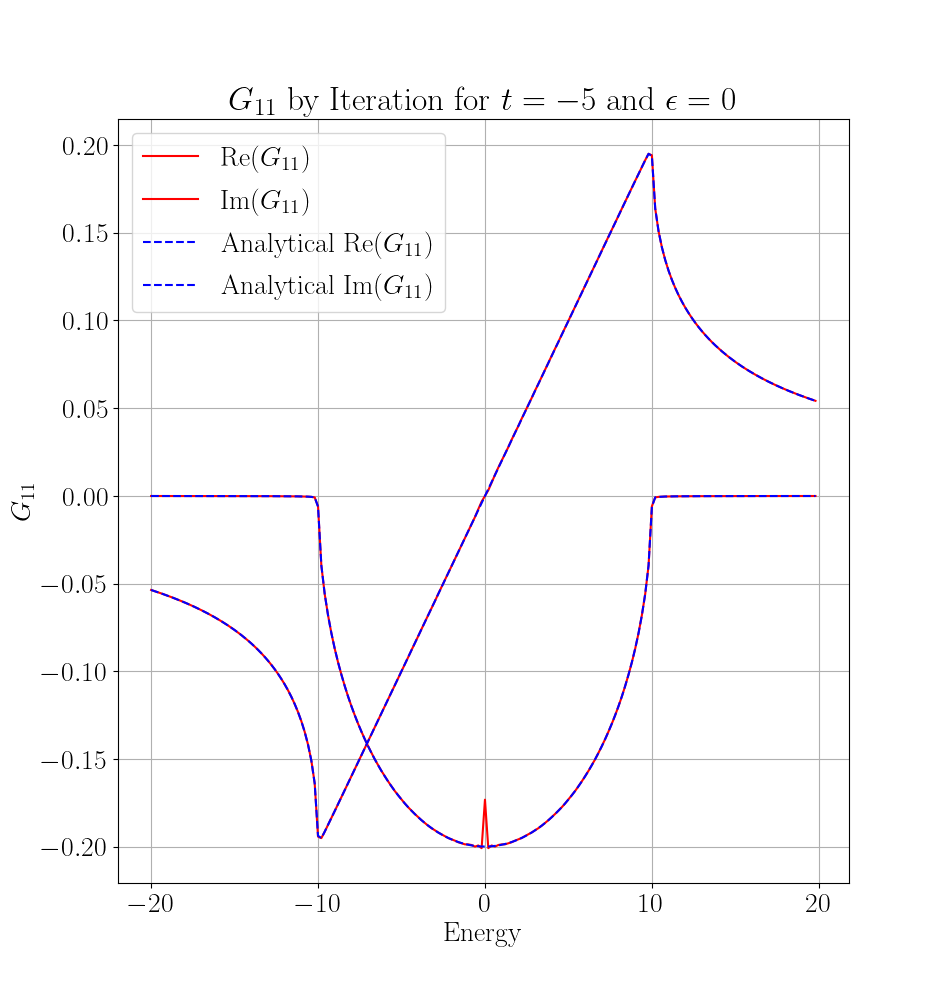 G₁₁ by Iteration for t = −5 and ϵ = 0
Re(G₁₁)
Im(G₁₁)
Analytical Re(G₁₁)
Analytical Im(G₁₁)
0.20
0.15
0.10
0.05
0.00
−0.05
−0.10
−0.15
−0.20
G₁₁
−20
−10
0
10
20
Energy